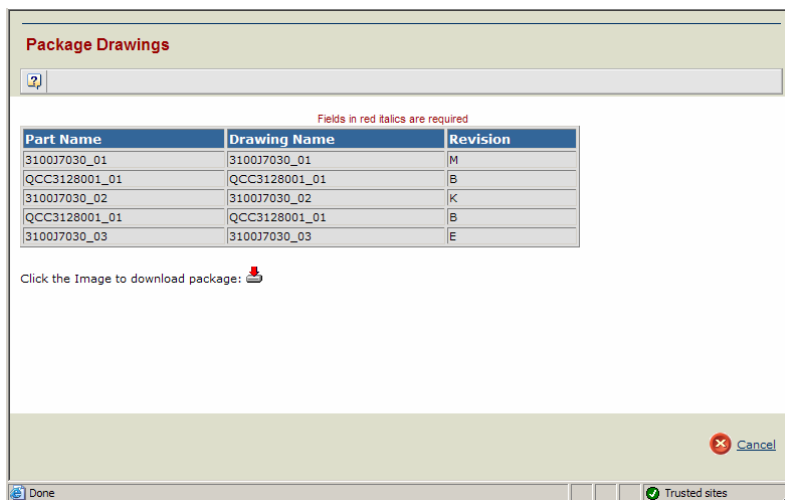 Package Drawings
Fields in red italics are required
Part Name Drawing Name Revision
3100J7030_01 3100J7030_01 M
QCC3128001_01 QCC3128001_01 B
3100J7030_02 3100J7030_02 K
QCC3128001_01 QCC3128001_01 B
3100J7030_03 3100J7030_03 E
Click the Image to download package:
Cancel
Done Trusted sites